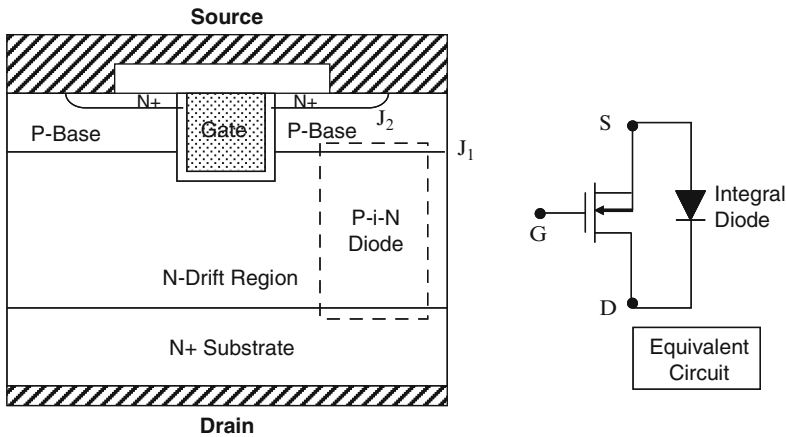 Source
N+
N+
Gate
P-Base
P-Base
J2
J1
P-i-N
Diode
N-Drift Region
N+ Substrate
Drain
S
G
D
Integral
Diode
Equivalent
Circuit